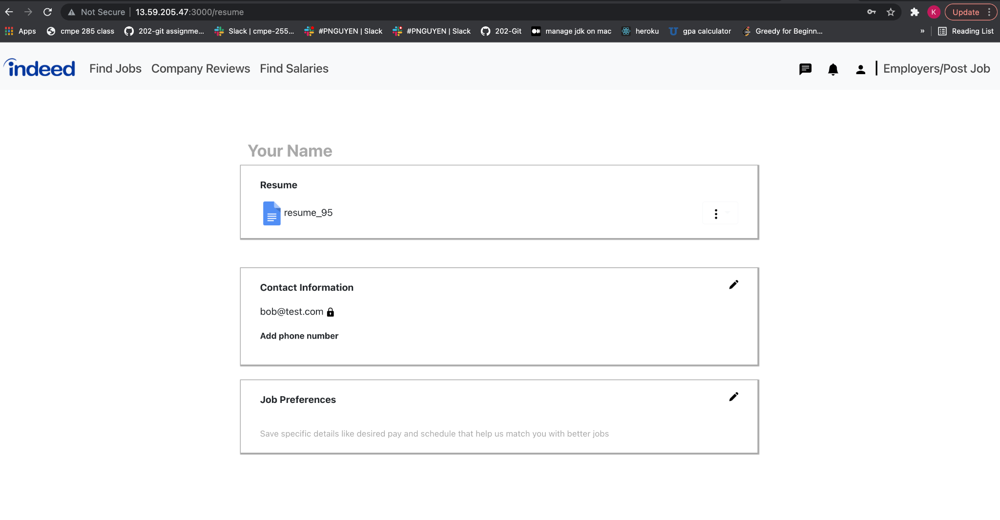 Not Secure | 13.59.205.47:3000/resume K Update
Apps cmpe 285 class 202-git assignme... Slack | cmpe-255... #PNGUYEN | Slack #PNGUYEN | Slack 202-Git manage jdk on mac heroku gpa calculator Greedy for Beginn... » Reading List
indeed Find Jobs Company Reviews Find Salaries Employers/Post Job
Your Name
Resume
resume_95
Contact Information
bob@test.com
Add phone number
Job Preferences
Save specific details like desired pay and schedule that help us match you with better jobs